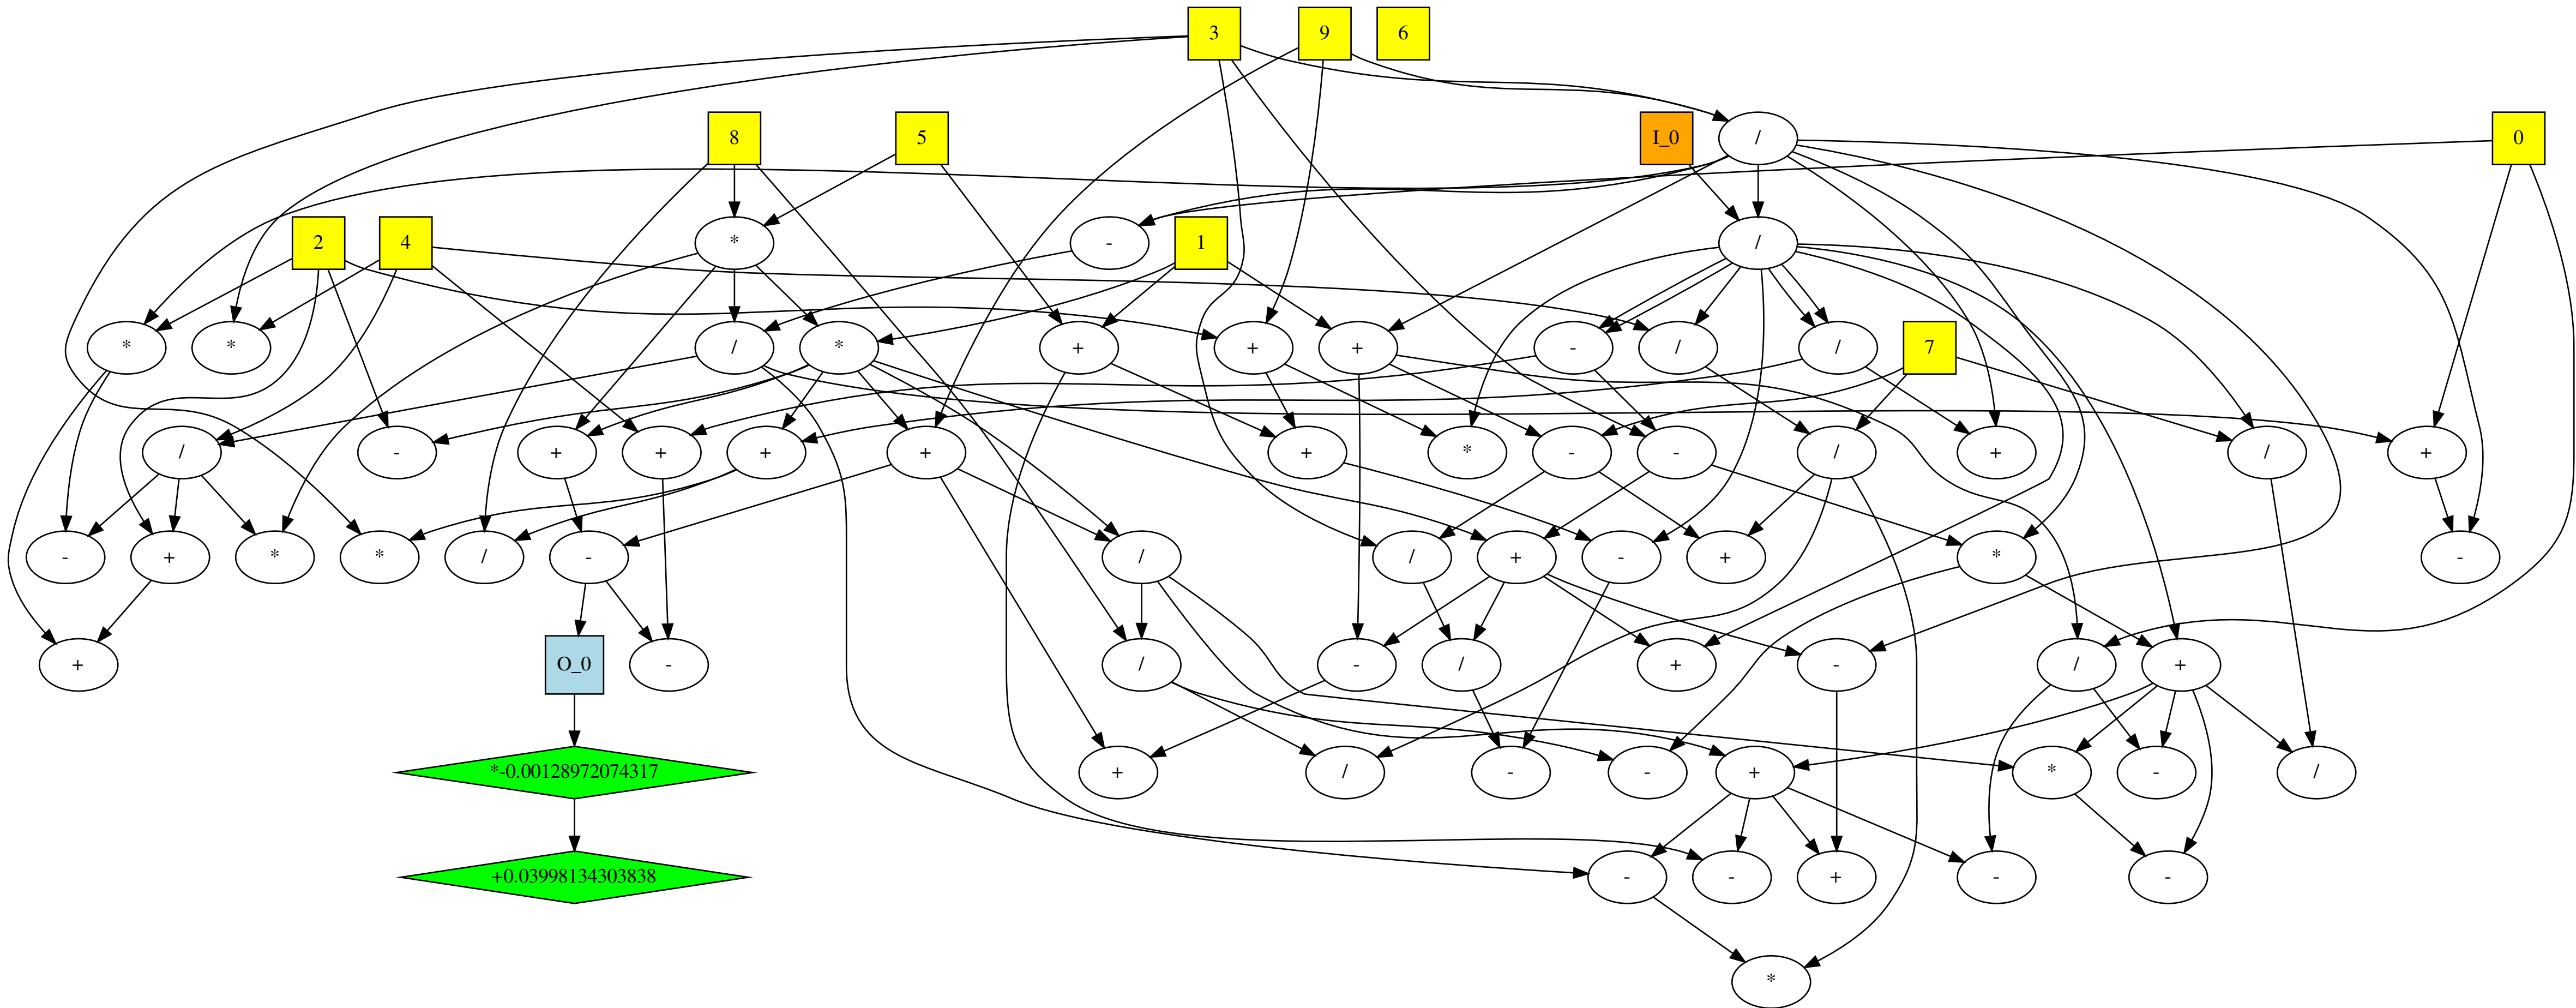 3 9 6
8 5 I_0 / 0
2 4 * - 1 /
* * / * + + + - / / 7
/ - + + + + + * - - / + / +
- + * * / - / / + - + * -
+ O_0 - / - / + - / +
*-0.00128972074317 + / - - + * - /
+0.03998134303838 - - + - -
*